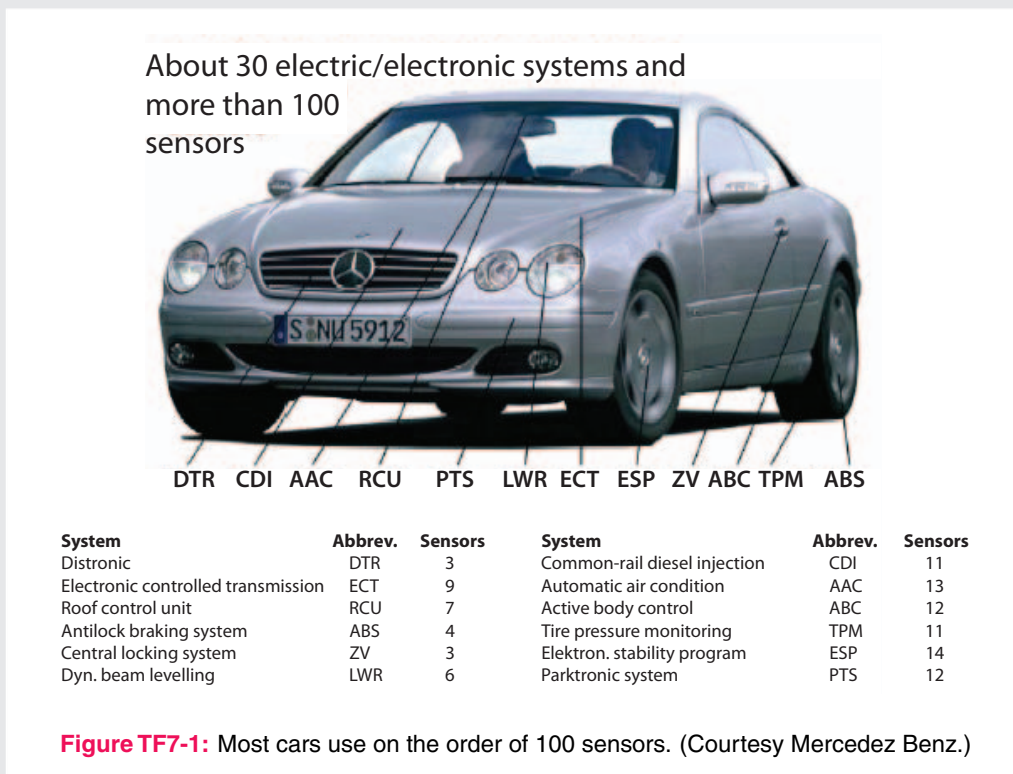 About 30 electric/electronic systems and
more than 100
sensors
S NU 5912
DTR CDI AAC RCU PTS LWR ECT ESP ZV ABC TPM ABS
System Abbrev. Sensors System Abbrev. Sensors
Distronic DTR 3 Common-rail diesel injection CDI 11
Electronic controlled transmission ECT 9 Automatic air condition AAC 13
Roof control unit RCU 7 Active body control ABC 12
Antilock braking system ABS 4 Tire pressure monitoring TPM 11
Central locking system ZV 3 Elektron. stability program ESP 14
Dyn. beam levelling LWR 6 Parktronic system PTS 12
Figure TF7-1: Most cars use on the order of 100 sensors. (Courtesy Mercedez Benz.)